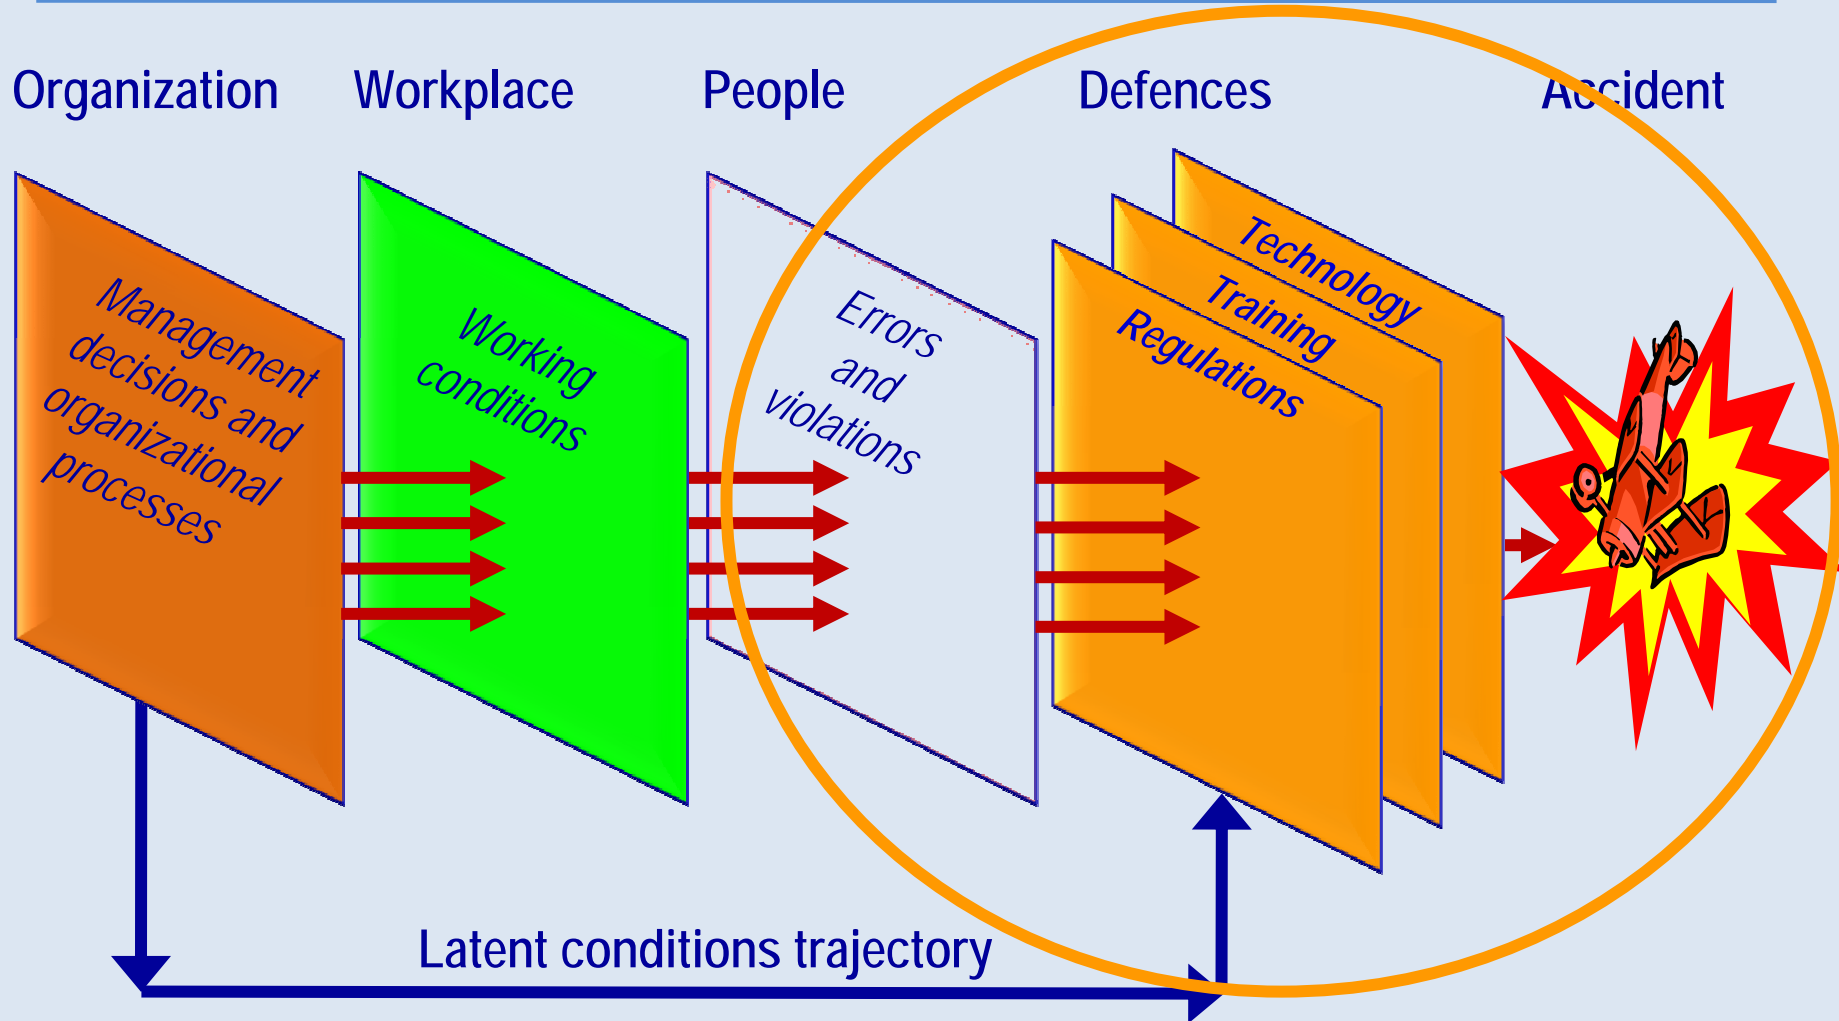 Organization
Workplace
People
Defences
Accident
Management
decisions and
organizational
processes
Working
conditions
Errors
and
violations
Technology
Training
Regulations
Latent conditions trajectory